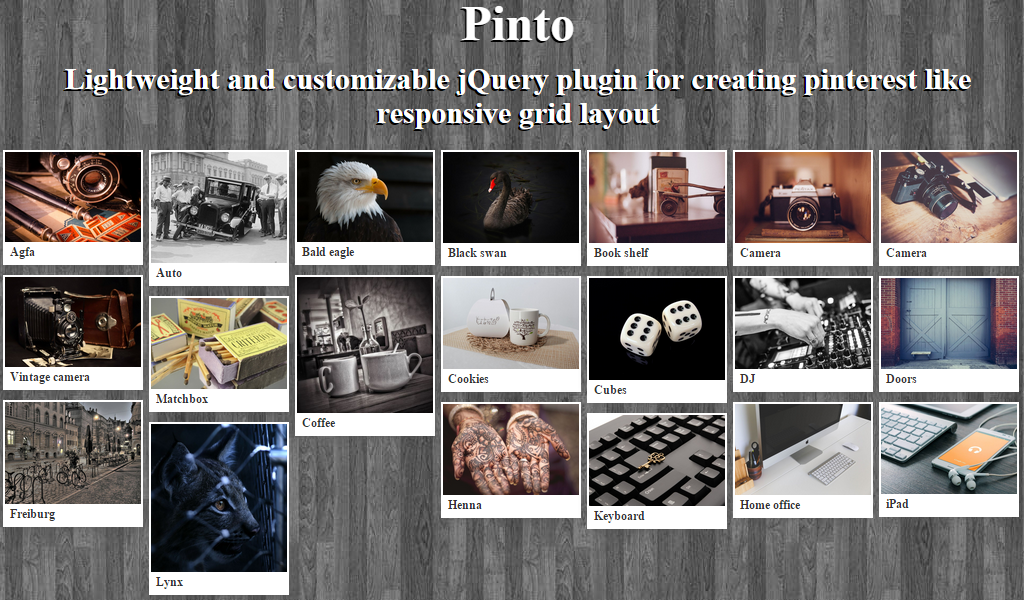 Pinto
Lightweight and customizable jQuery plugin for creating pinterest like
responsive grid layout
Agfa
Auto
Bald eagle
Black swan
Book shelf
Camera
Camera
Vintage camera
Matchbox
Coffee
Cookies
Cubes
DJ
Doors
Freiburg
Lynx
Henna
Keyboard
Home office
iPad